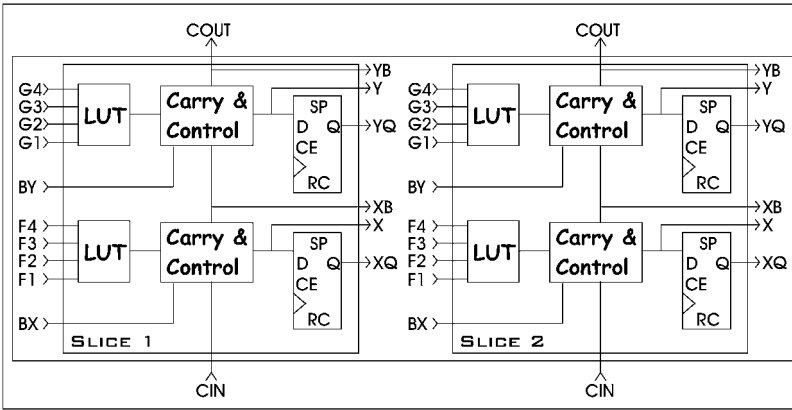 COUT
YB
Y
G4
G3
G2
G1
LUT
Carry &
Control
SP
D Q
CE
RC
YQ
BY
XB
X
F4
F3
F2
F1
LUT
Carry &
Control
SP
D Q
CE
RC
XQ
BX
SLICE 1
CIN
COUT
YB
Y
G4
G3
G2
G1
LUT
Carry &
Control
SP
D Q
CE
RC
YQ
BY
XB
X
F4
F3
F2
F1
LUT
Carry &
Control
SP
D Q
CE
RC
XQ
BX
SLICE 2
CIN